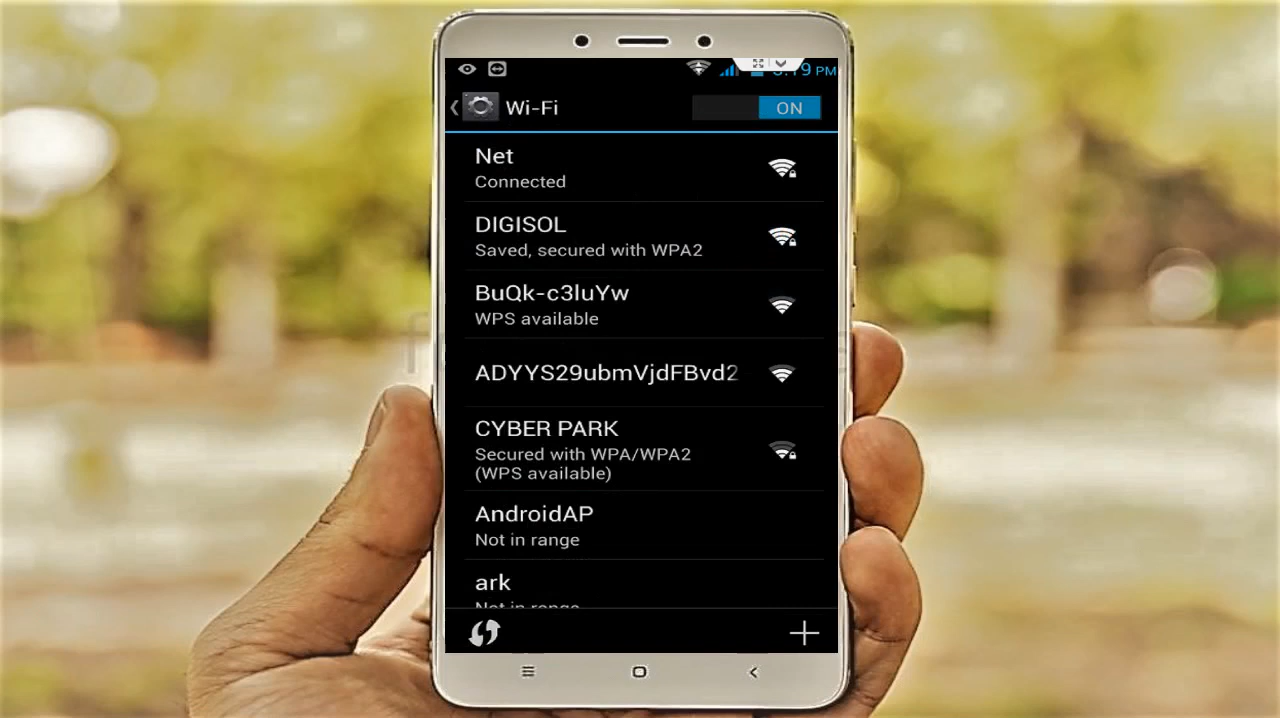 PM
Wi-Fi
ON
Net
Connected
DIGISOL
Saved, secured with WPA2
BuQk-c3luYw
WPS available
ADYYS29ubmVjdFBvd2
CYBER PARK
Secured with WPA/WPA2
(WPS available)
AndroidAP
Not in range
ark
Not in range